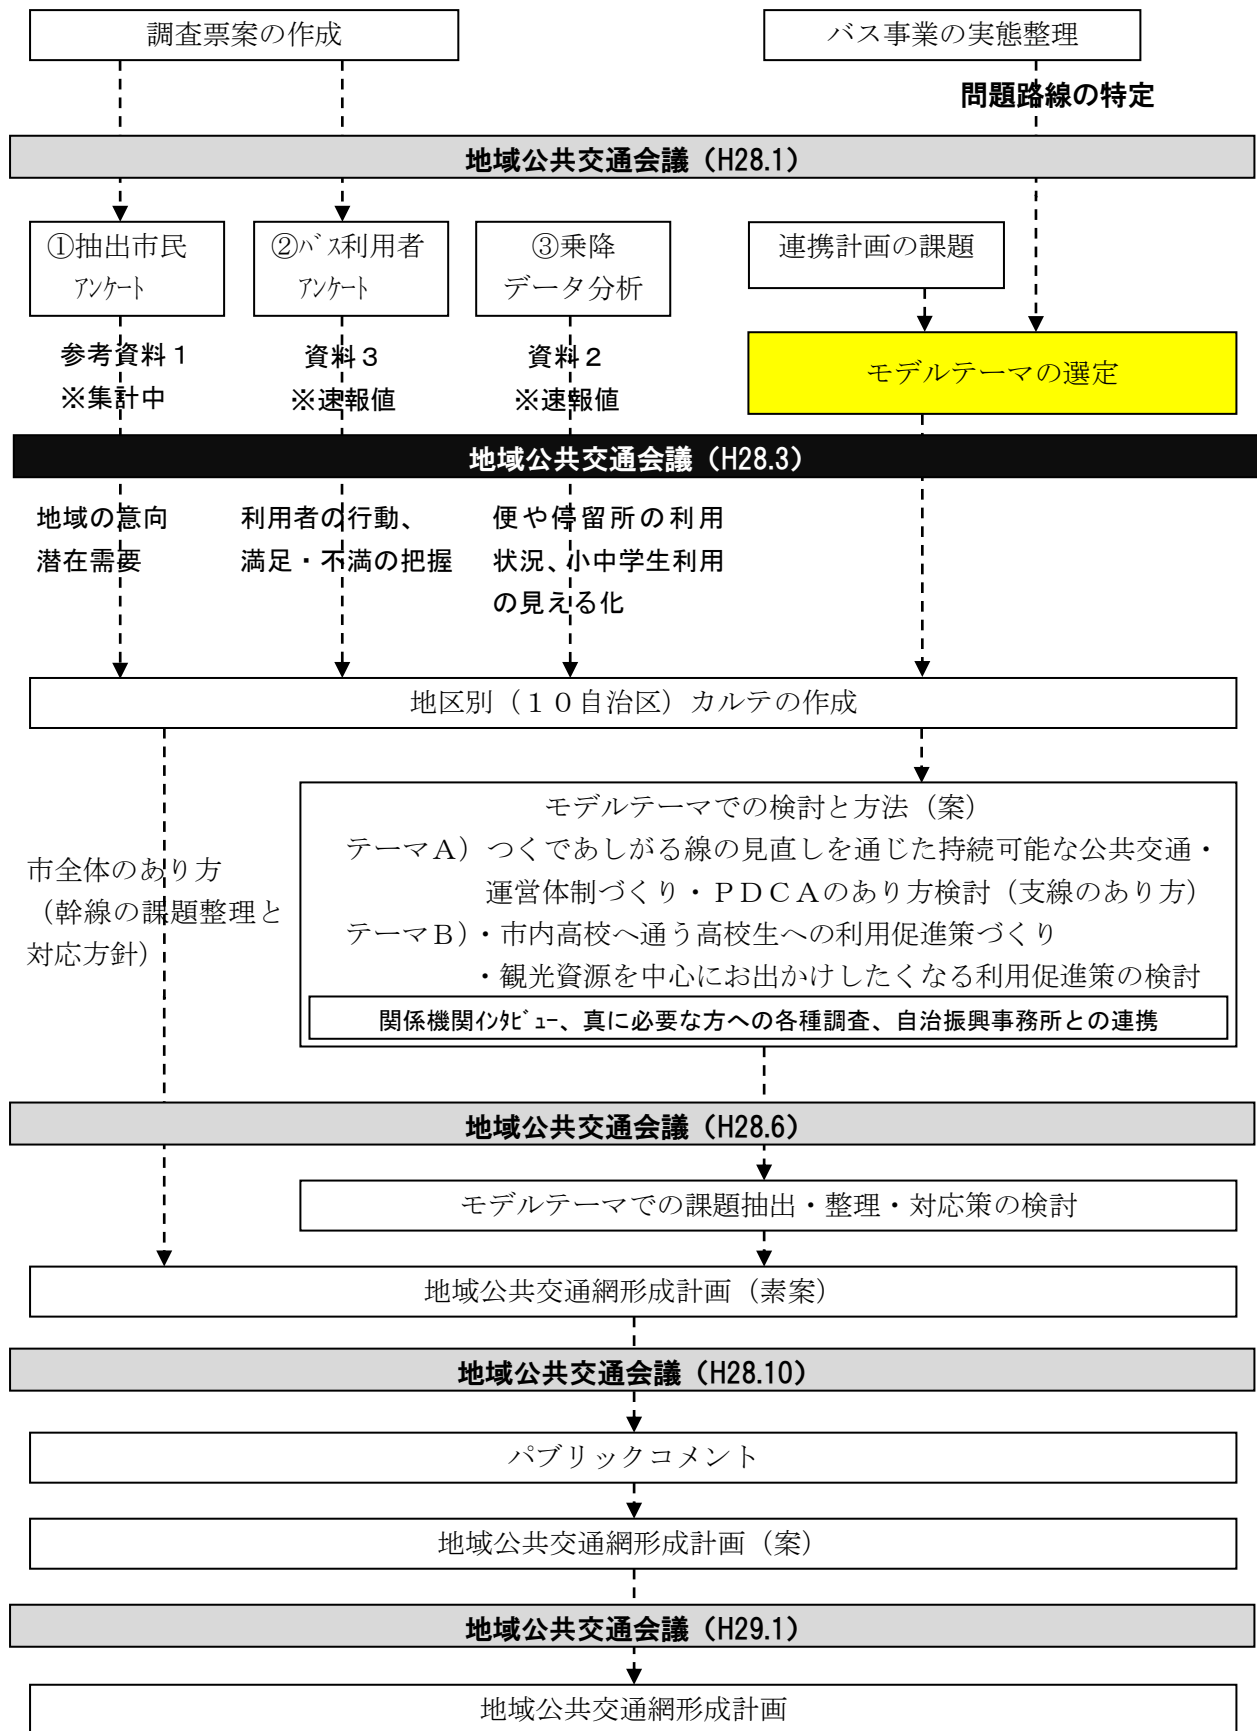 調査票案の作成
バス事業の実態整理
問題路線の特定
地域公共交通会議（H28.1）
①抽出市民
アンケート
②バス利用者
アンケート
③乗降
データ分析
連携計画の課題
参考資料１
※集計中
資料３
※速報値
資料２
※速報値
モデルテーマの選定
地域公共交通会議（H28.3）
地域の意向
潜在需要
利用者の行動、
満足・不満の把握
便や停留所の利用
状況、小中学生利用
の見える化
地区別（１０自治区）カルテの作成
市全体のあり方
（幹線の課題整理と
対応方針）
モデルテーマでの検討と方法（案）
テーマＡ）つくであしがる線の見直しを通じた持続可能な公共交通・
運営体制づくり・ＰＤＣＡのあり方検討（支線のあり方）
テーマＢ）・市内高校へ通う高校生への利用促進策づくり
・観光資源を中心にお出かけしたくなる利用促進策の検討
関係機関インタビュー、真に必要な方への各種調査、自治振興事務所との連携
地域公共交通会議（H28.6）
モデルテーマでの課題抽出・整理・対応策の検討
地域公共交通網形成計画（素案）
地域公共交通会議（H28.10）
パブリックコメント
地域公共交通網形成計画（案）
地域公共交通会議（H29.1）
地域公共交通網形成計画